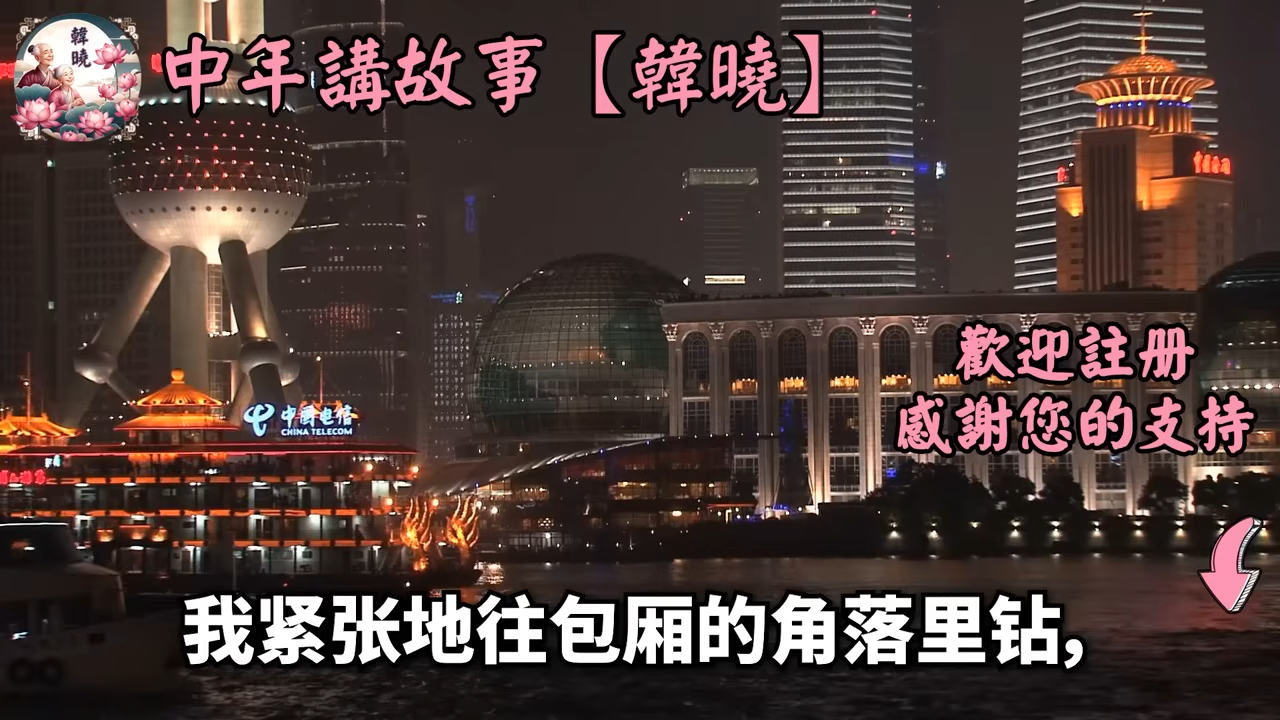 韓
曉
中年講故事【韓曉】
歡迎註册
感謝您的支持
中国电信
CHINA TELECOM
我紧张地往包厢的角落里钻,